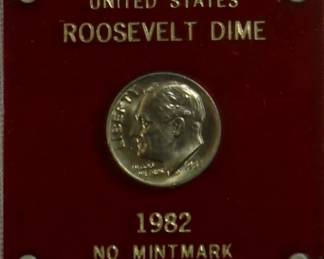 UNITED STATES
ROOSEVELT DIME
LIBERTY
1982
NO MINTMARK